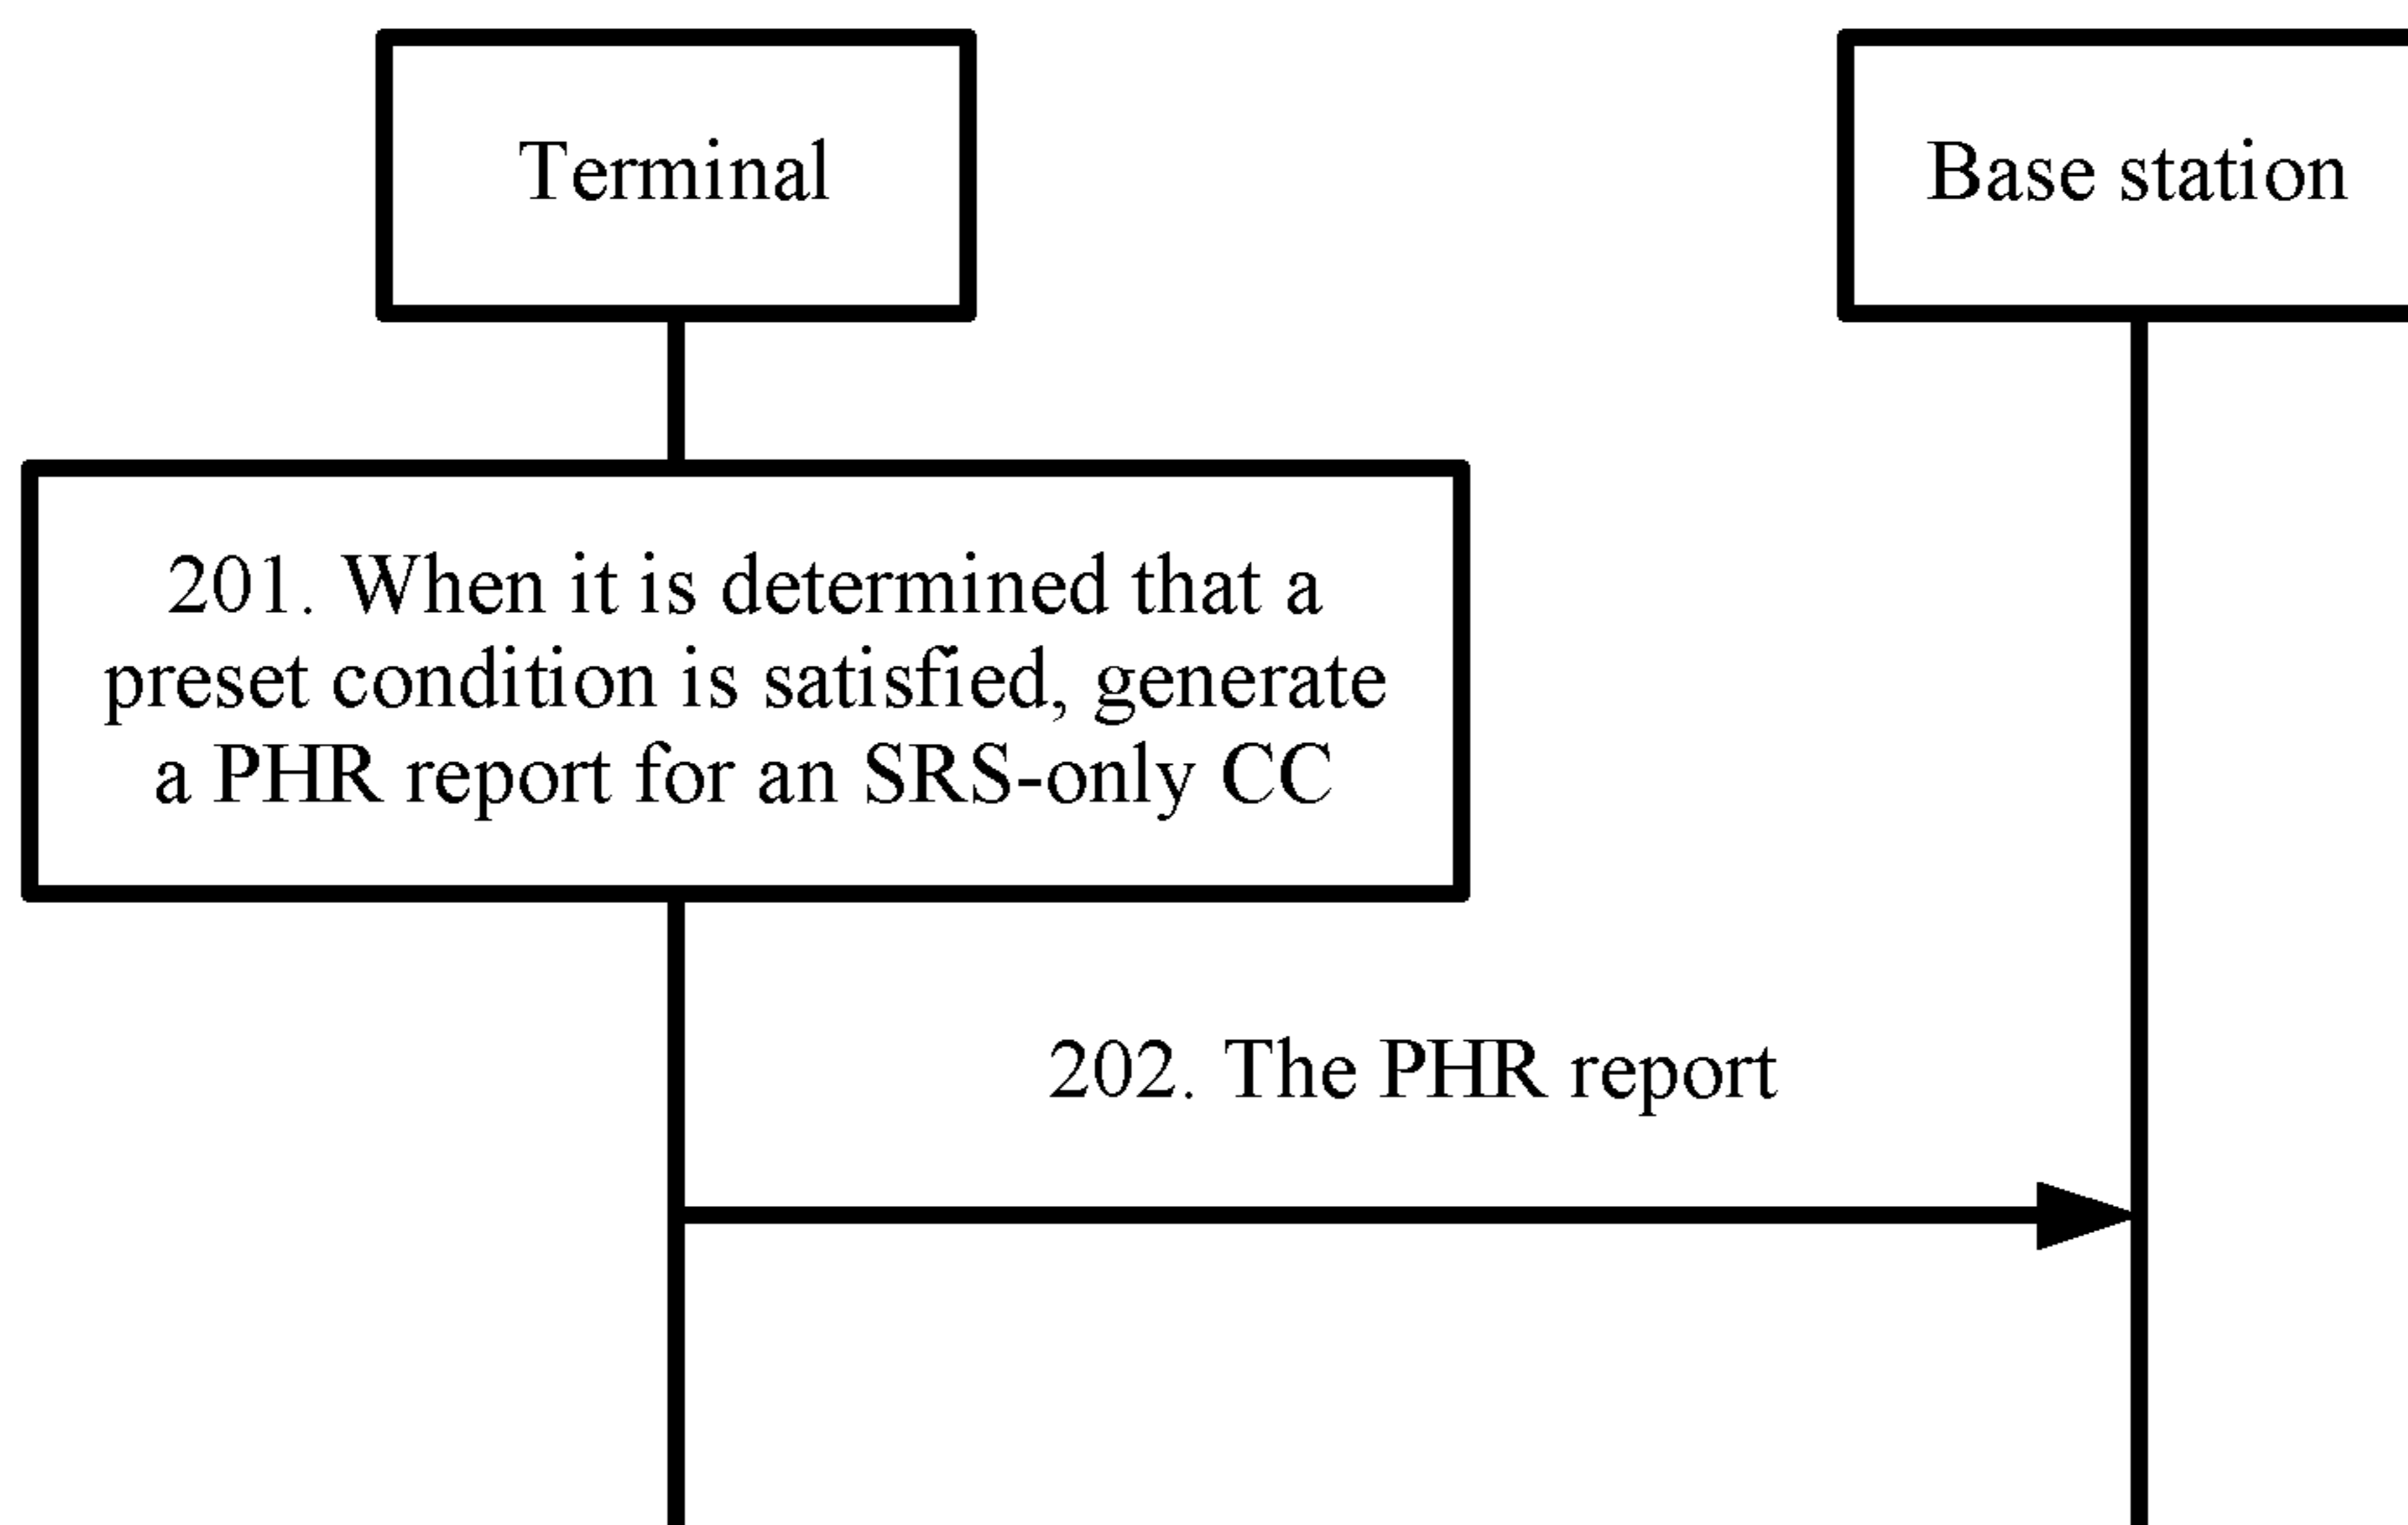 Terminal
Base station
201. When it is determined that a
preset condition is satisfied, generate
a PHR report for an SRS-only CC
202. The PHR report